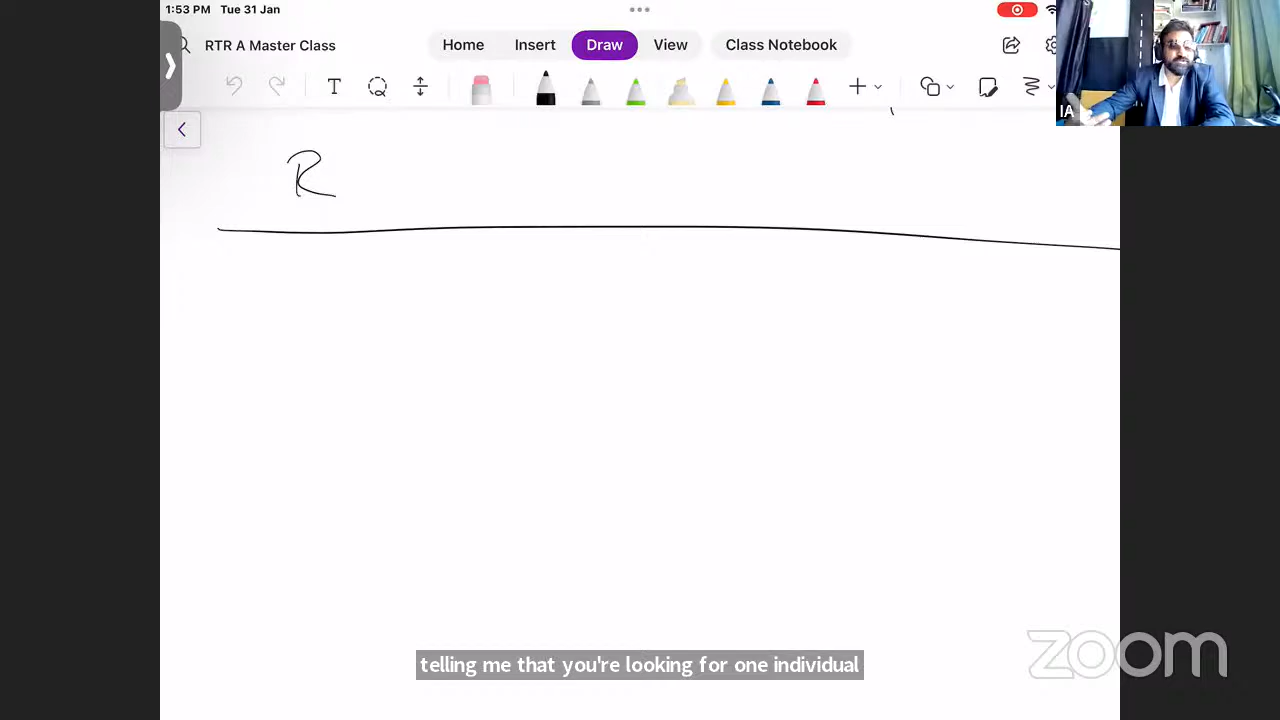 1:53 PM Tue 31 Jan
RTR A Master Class
Home Insert Draw View Class Notebook
T
IA
R
telling me that you're looking for one individual
zoom